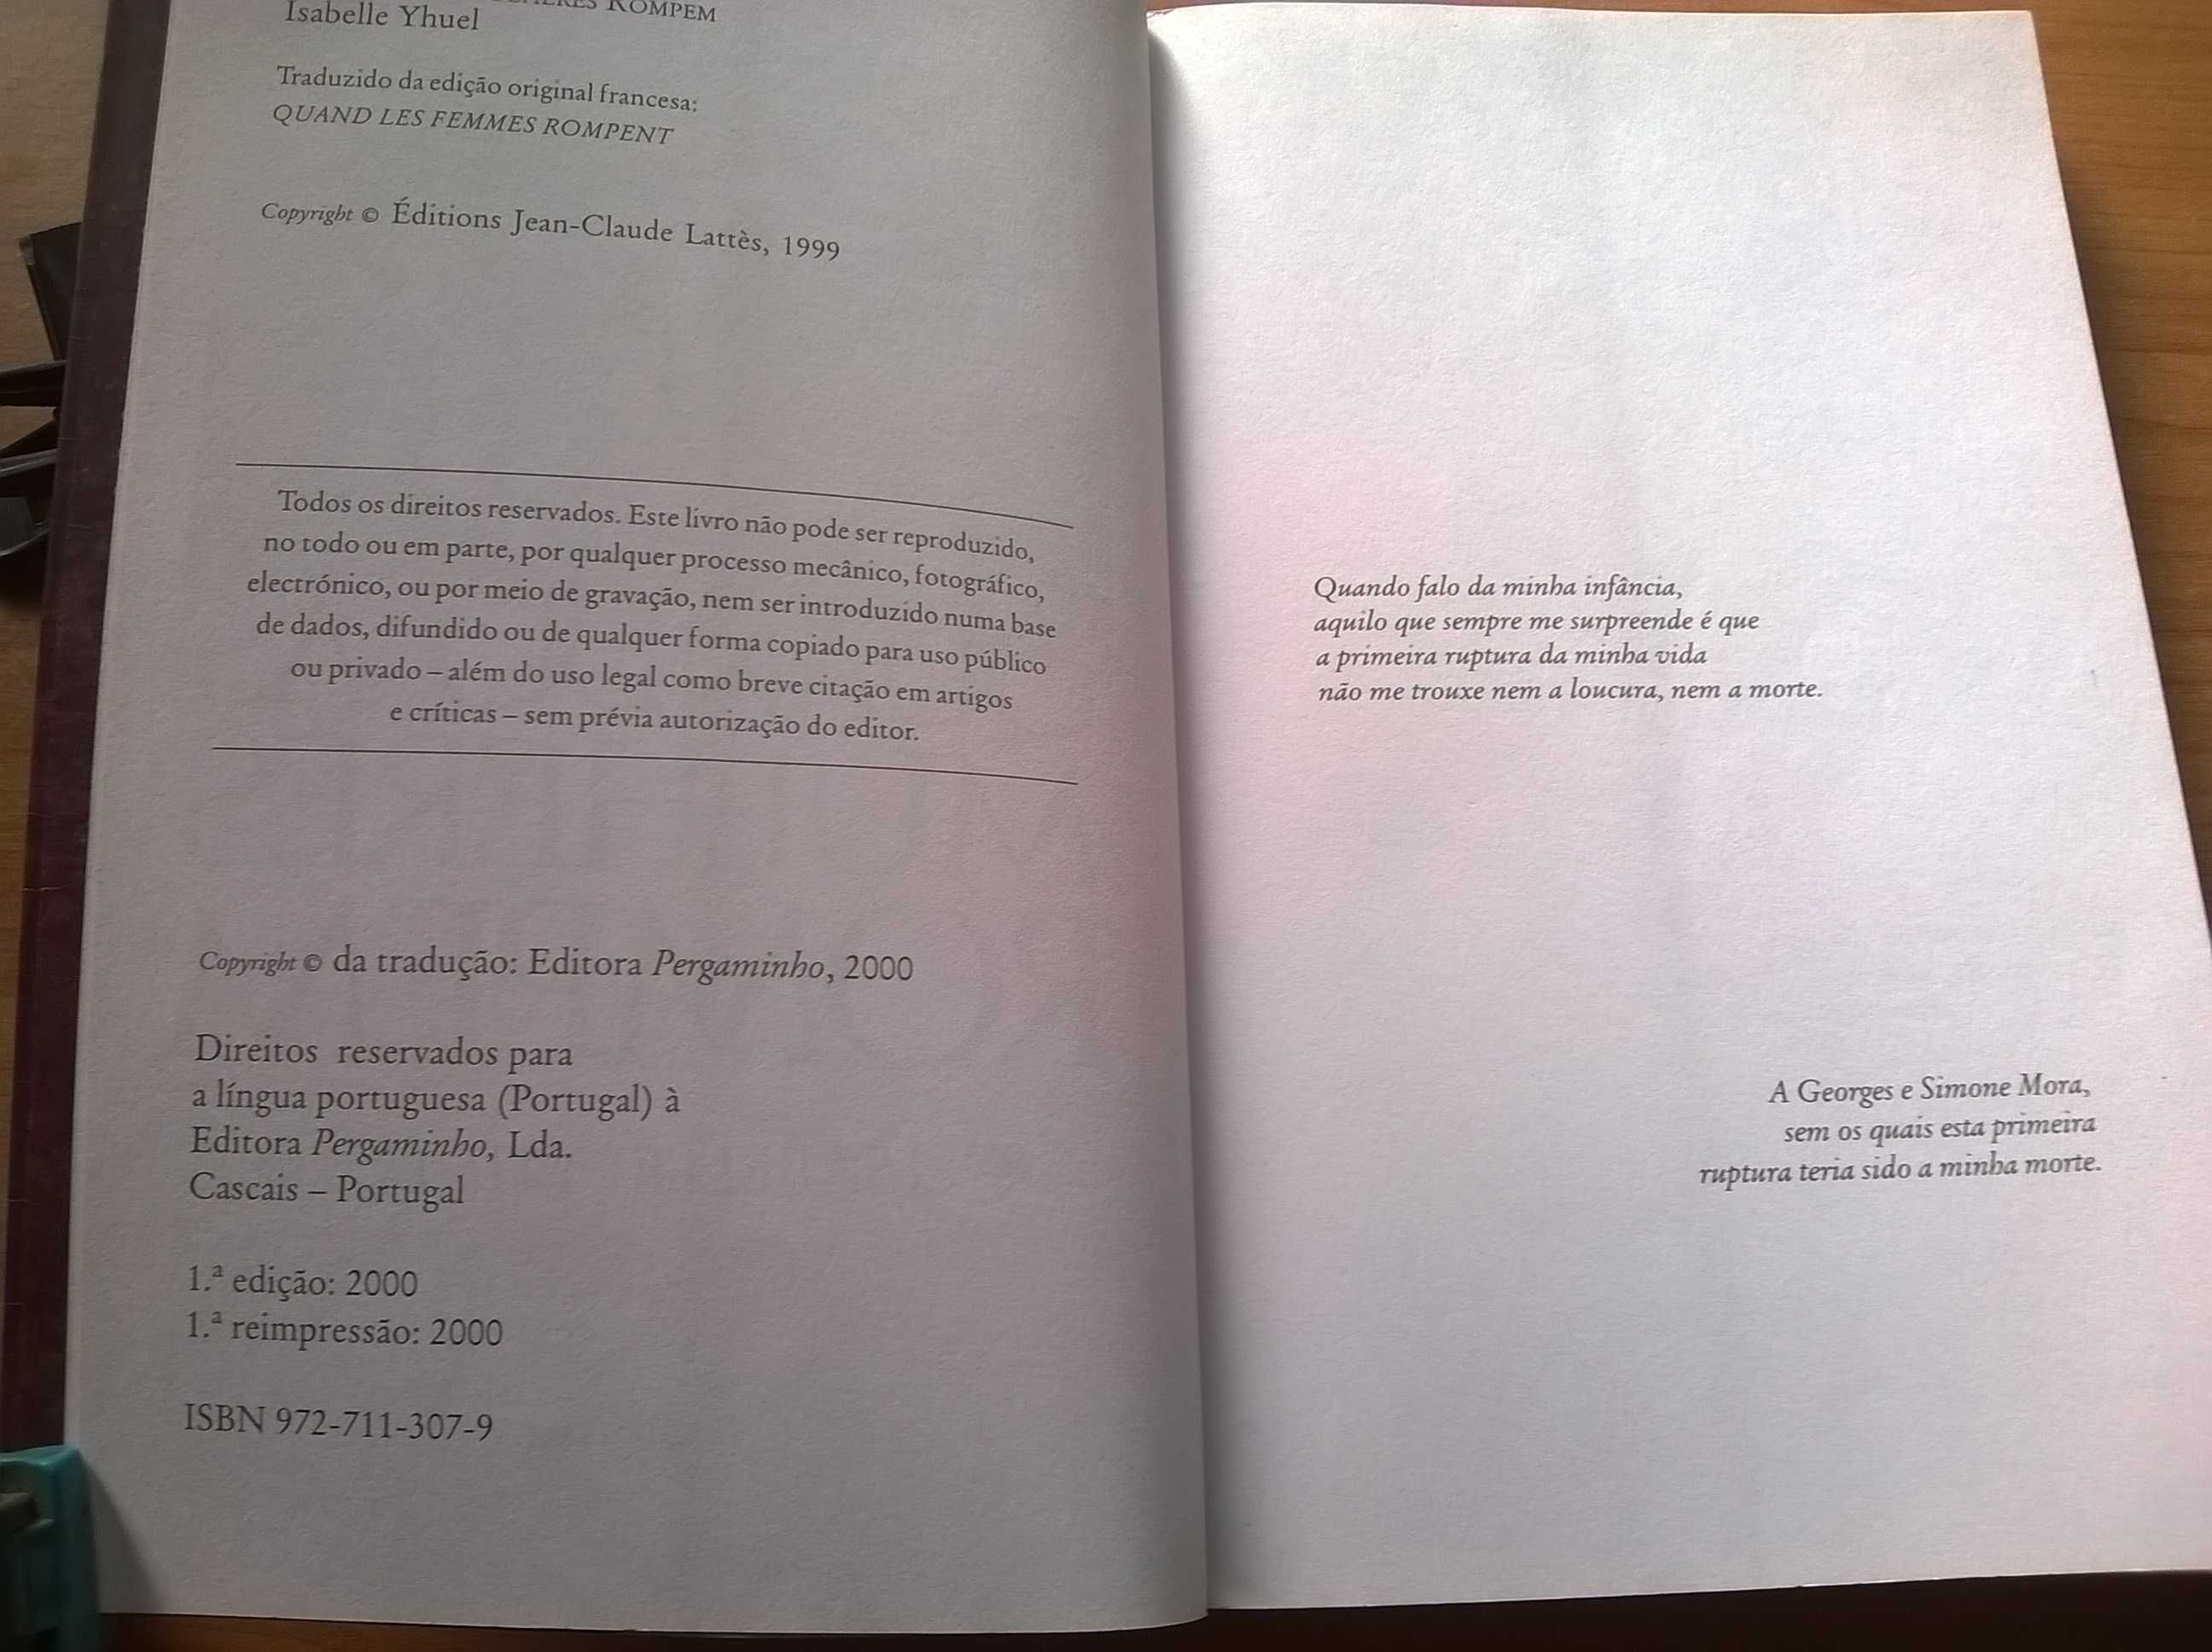 ROMPEM
Isabelle Yhuel
Traduzido da edição original francesa:
QUAND LES FEMMES ROMPENT
Copyright © Éditions Jean-Claude Lattès, 1999
Todos os direitos reservados. Este livro não pode ser reproduzido,
no todo ou em parte, por qualquer processo mecânico, fotográfico,
electrónico, ou por meio de gravação, nem ser introduzido numa base
de dados, difundido ou de qualquer forma copiado para uso público
ou privado – além do uso legal como breve citação em artigos
e críticas – sem prévia autorização do editor.
Copyright © da tradução: Editora Pergaminho, 2000
Direitos reservados para
a língua portuguesa (Portugal) à
Editora Pergaminho, Lda.
Cascais – Portugal
1.ª edição: 2000
1.ª reimpressão: 2000
ISBN 972-711-307-9
Quando falo da minha infância,
aquilo que sempre me surpreende é que
a primeira ruptura da minha vida
não me trouxe nem a loucura, nem a morte.
A Georges e Simone Mora,
sem os quais esta primeira
ruptura teria sido a minha morte.